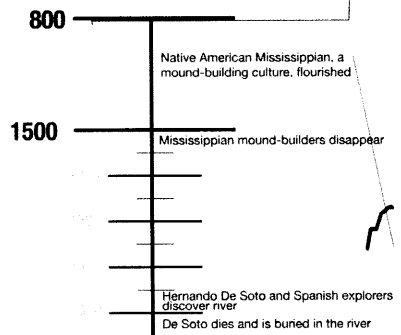 800
Native American Mississippian, a
mound-building culture, flourished
1500
Mississippian mound-builders disappear
Hernando De Soto and Spanish explorers
discover river
De Soto dies and is buried in the river